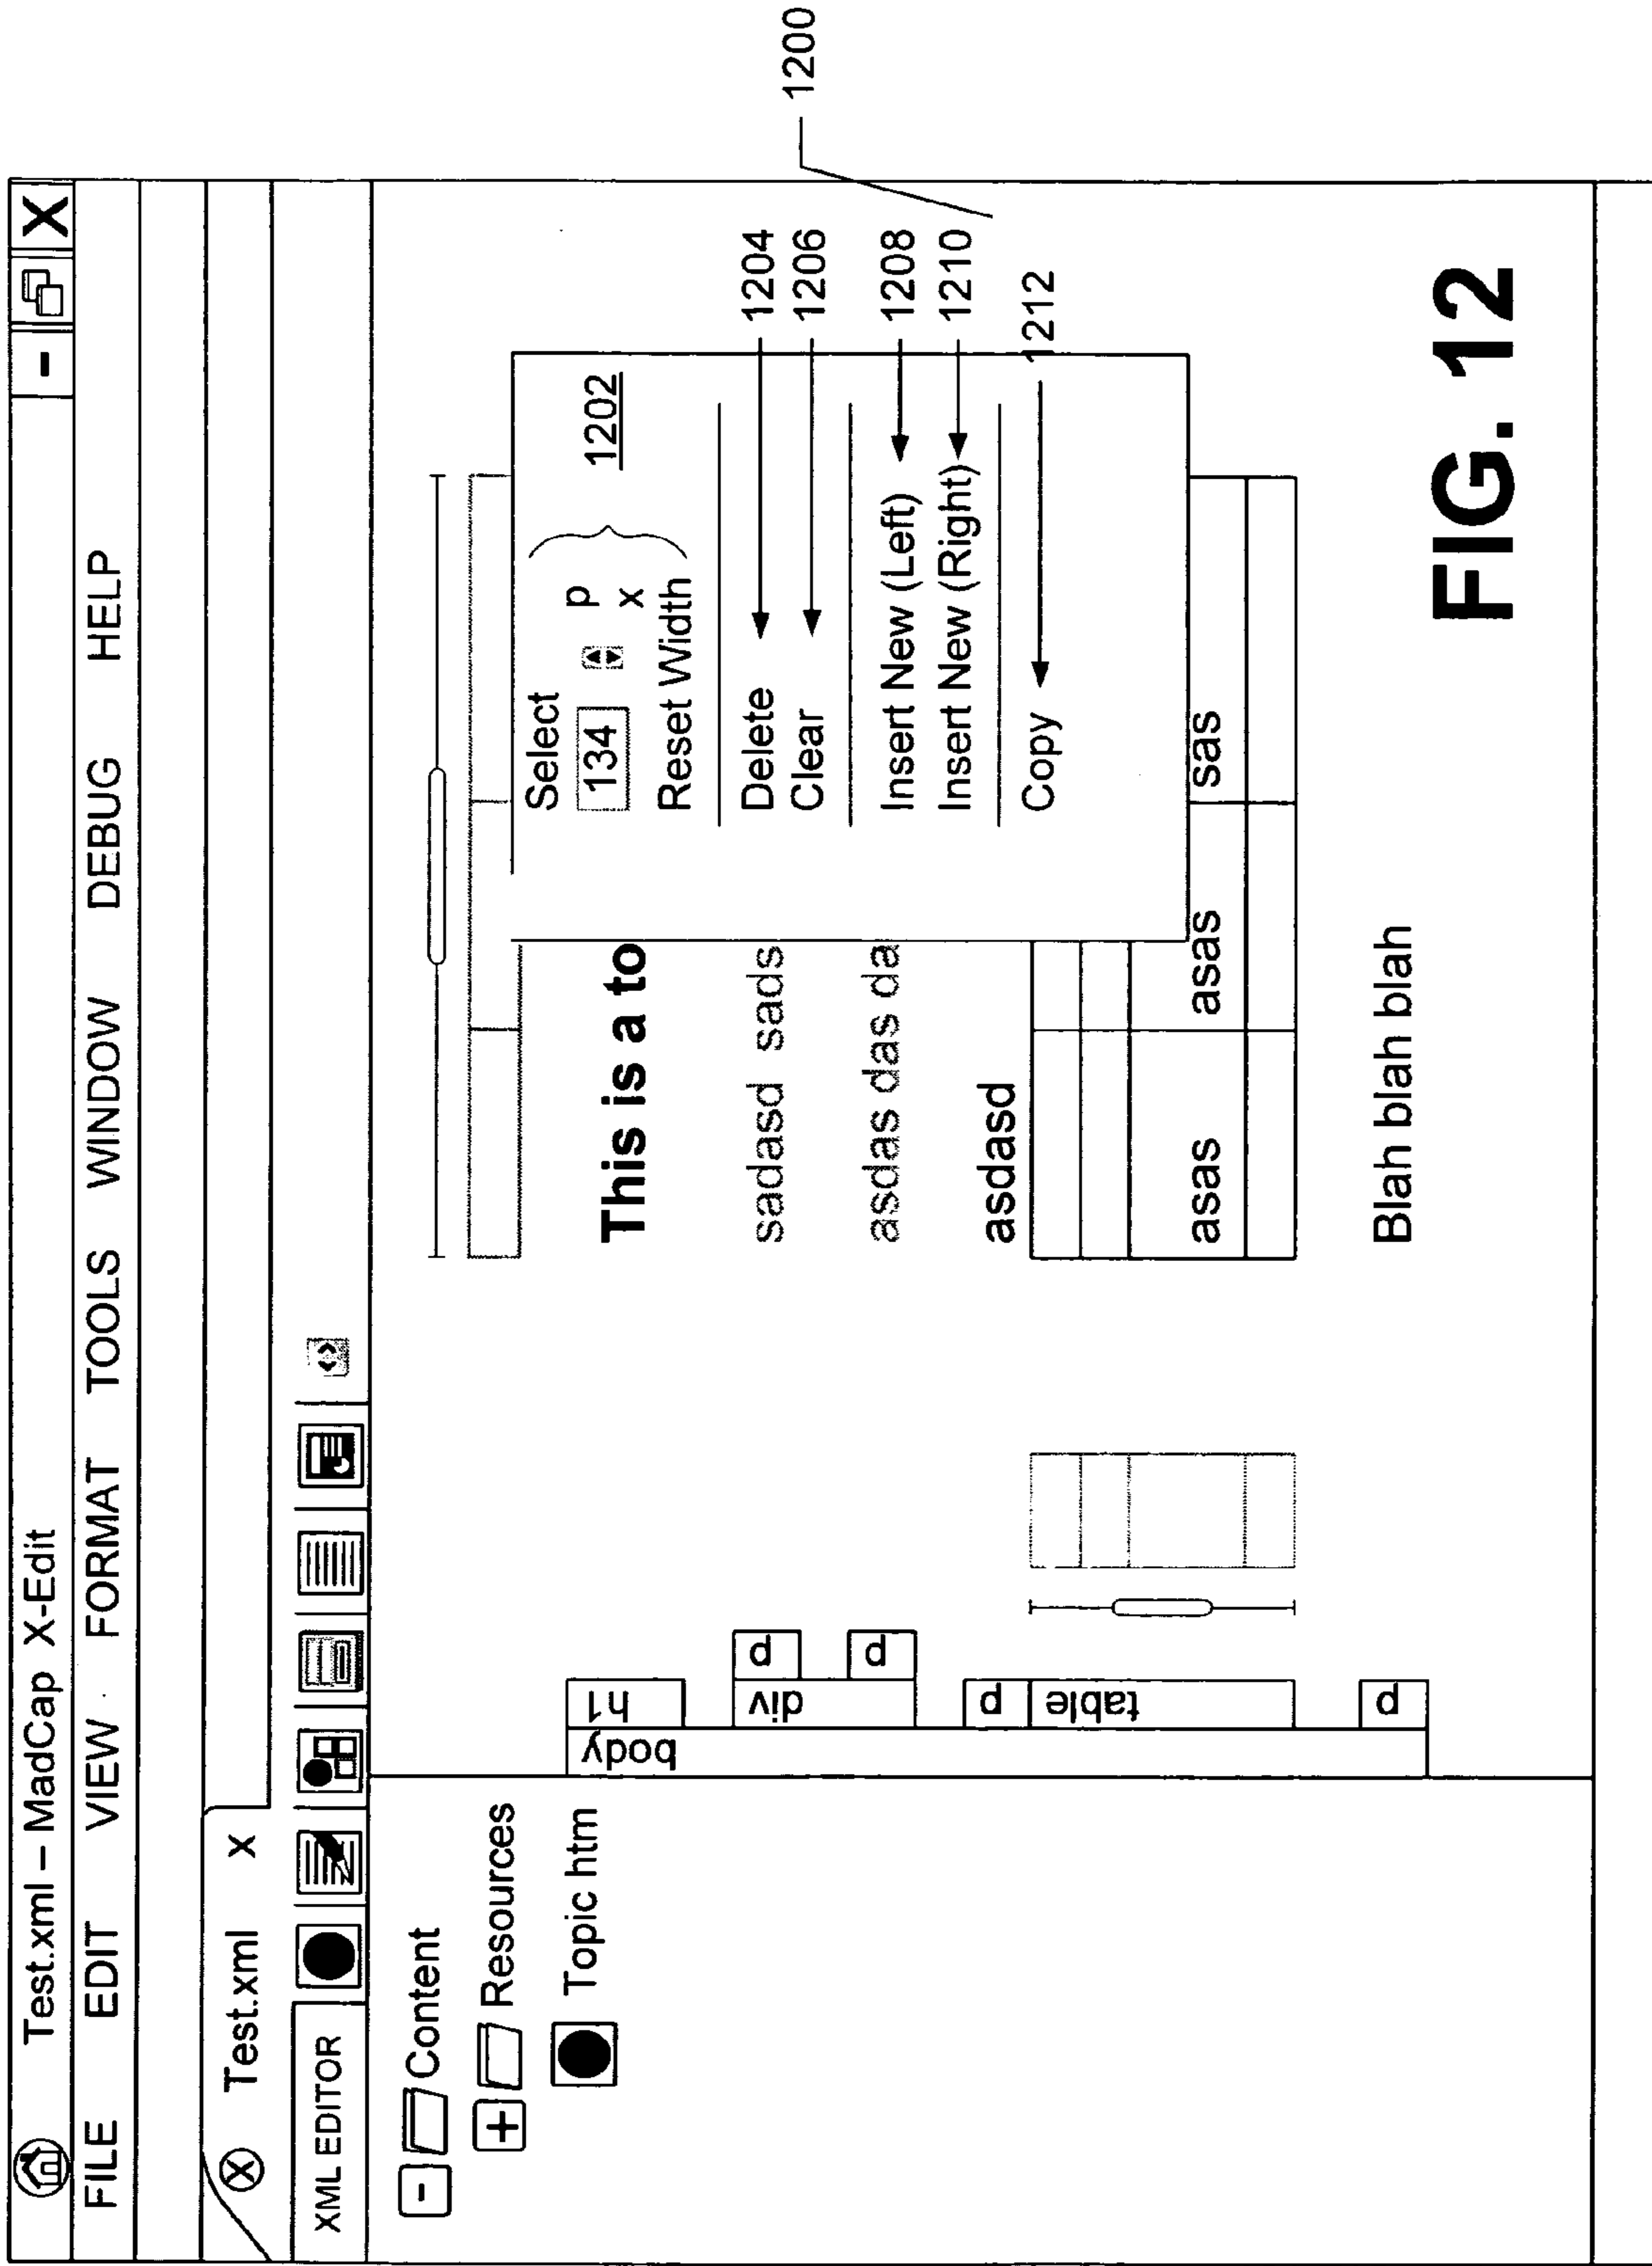 Test.xml – MadCap X-Edit - X
FILE EDIT VIEW FORMAT TOOLS WINDOW DEBUG HELP
X Test.xml x
XML EDITOR
- Content
+ Resources
Topic htm
body
h1
div
p
p
p
table
p
This is a to
sadasd sads
asdas das da
asdasd
asas asas sas
Blah blah blah
Select
134 p
x
1202
Reset Width
Delete 1204
Clear 1206
Insert New (Left) 1208
Insert New (Right) 1210
Copy 1212
1200
FIG. 12